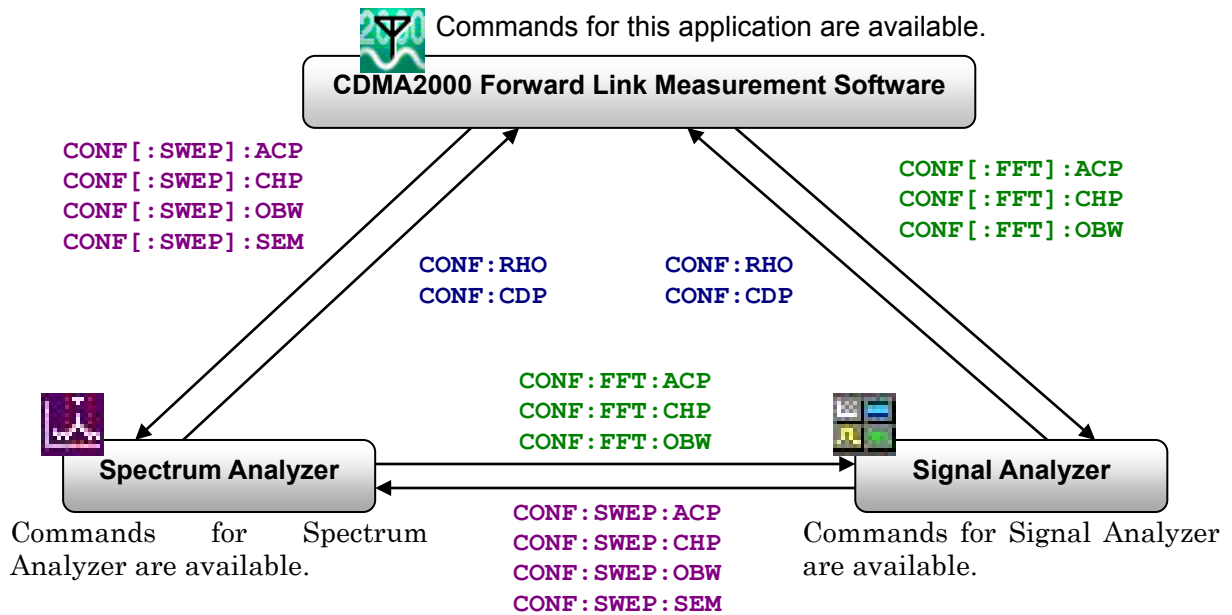 Commands for this application are available.
CDMA2000 Forward Link Measurement Software
CONF[:SWEP]:ACP
CONF[:SWEP]:CHP
CONF[:SWEP]:OBW
CONF[:SWEP]:SEM
CONF[:FFT]:ACP
CONF[:FFT]:CHP
CONF[:FFT]:OBW
CONF:RHO
CONF:CDP
CONF:RHO
CONF:CDP
CONF:FFT:ACP
CONF:FFT:CHP
CONF:FFT:OBW
Spectrum Analyzer
Signal Analyzer
Commands for Spectrum
Analyzer are available.
CONF:SWEP:ACP
CONF:SWEP:CHP
CONF:SWEP:OBW
CONF:SWEP:SEM
Commands for Signal Analyzer
are available.